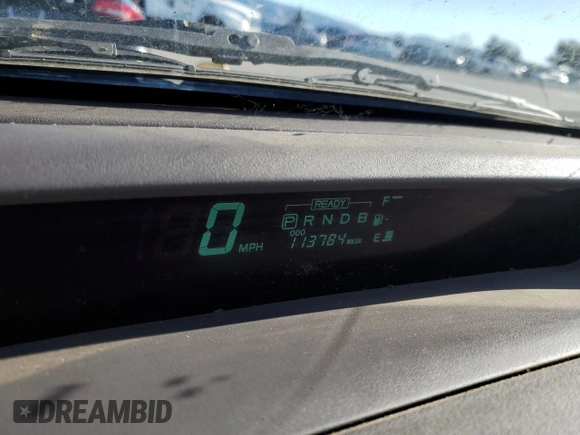 READY
F
0 MPH
P R N D B
ODO
113784 MILES
E
DREAMBID